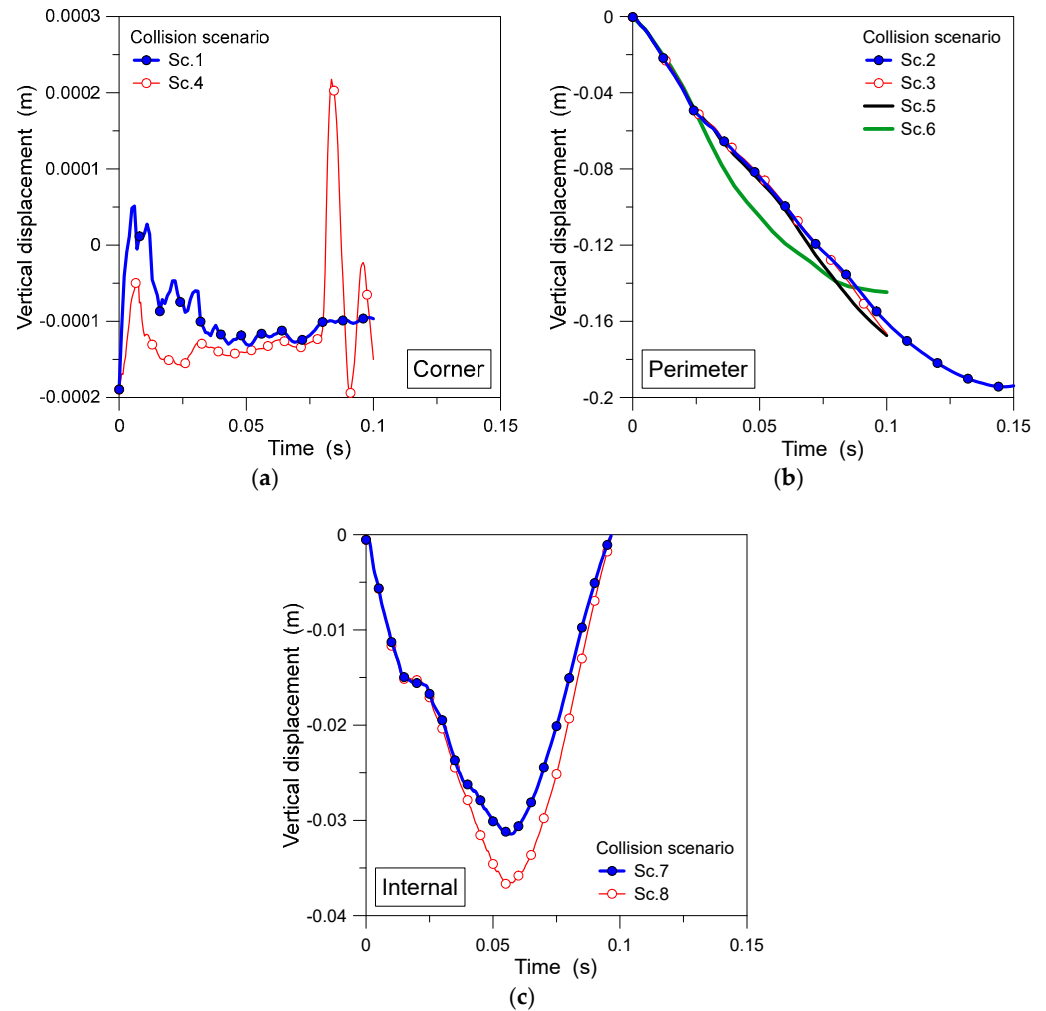 0.0003
0.0002
0.0001
0
-0.0001
-0.0002
Vertical displacement (m)
Collision scenario
Sc.1
Sc.4
Corner
0 0.05 0.1 0.15
Time (s)
(a)
0
-0.04
-0.08
-0.12
-0.16
-0.2
Vertical displacement (m)
Collision scenario
Sc.2
Sc.3
Sc.5
Sc.6
Perimeter
0 0.05 0.1 0.15
Time (s)
(b)
0
-0.01
-0.02
-0.03
-0.04
Vertical displacement (m)
Collision scenario
Sc.7
Sc.8
Internal
0 0.05 0.1 0.15
Time (s)
(c)